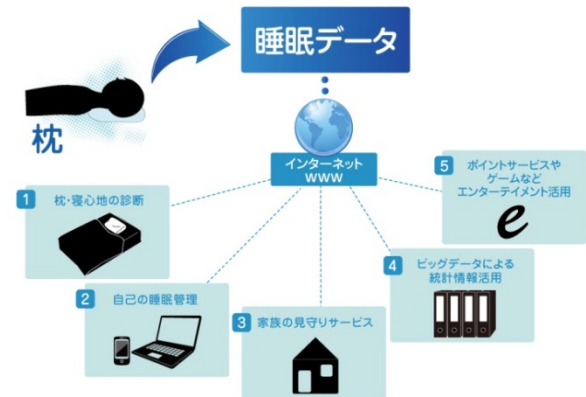 睡眠データ
枕
インターネット
WWW
1 枕・寝心地の診断
2 自己の睡眠管理
3 家族の見守りサービス
4 ビッグデータによる
統計情報活用
5 ポイントサービスや
ゲームなど
エンターテイメント活用
e